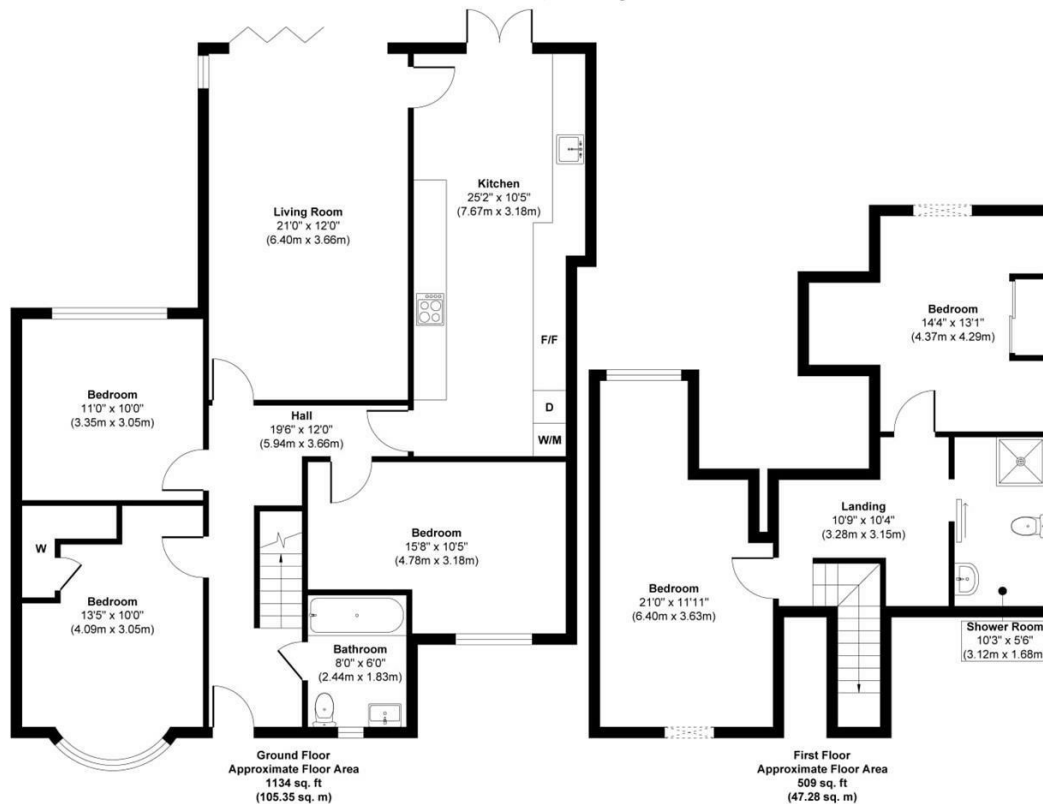 Living Room
21'0" x 12'0"
(6.40m x 3.66m)
Kitchen
25'2" x 10'5"
(7.67m x 3.18m)
F/F
D
W/M
Bedroom
11'0" x 10'0"
(3.35m x 3.05m)
Hall
19'6" x 12'0"
(5.94m x 3.66m)
W
Bedroom
13'5" x 10'0"
(4.09m x 3.05m)
Bedroom
15'8" x 10'5"
(4.78m x 3.18m)
Bathroom
8'0" x 6'0"
(2.44m x 1.83m)
Ground Floor
Approximate Floor Area
1134 sq. ft
(105.35 sq. m)
Bedroom
14'4" x 13'1"
(4.37m x 4.29m)
Landing
10'9" x 10'4"
(3.28m x 3.15m)
Bedroom
21'0" x 11'11"
(6.40m x 3.63m)
Shower Room
10'3" x 5'6"
(3.12m x 1.68m
First Floor
Approximate Floor Area
509 sq. ft
(47.28 sq. m)